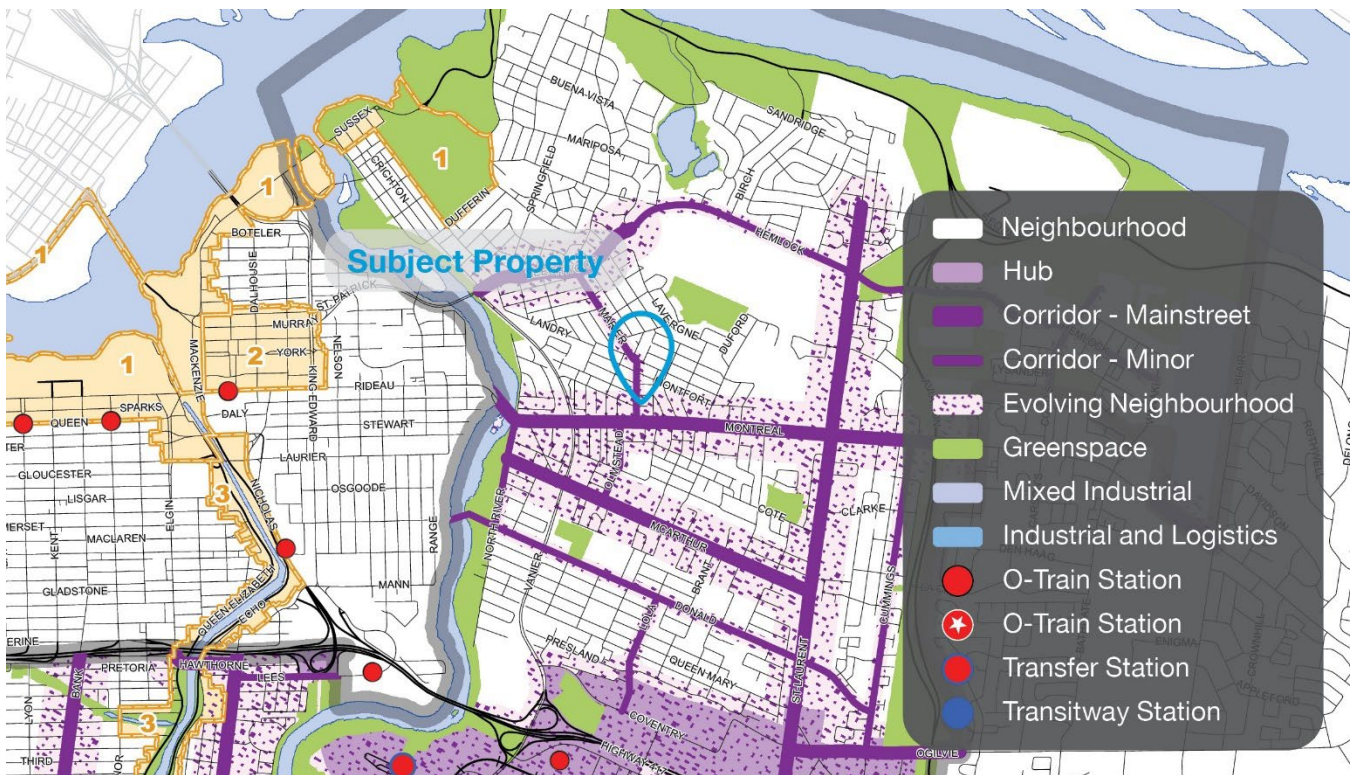 BUENA VISTA
SANDRIDGE
SUSSEX
MARIPOSA
CRICHTON
1
SPRINGFIELD
BIRCH
1
DUFFERIN
BOTELER
HEMLOCK
1
Subject Property
DALHOUSIE
ST. PATRICK
LANDRY
MARIER
LAVERGNE
DUFORD
MURRAY
2
YORK
NELSON
MACKENZIE
KING EDWARD
RIDEAU
MONTFORT
1
SPARKS
QUEEN
DALY
STEWART
MONTREAL
LAURIER
OLMSTEAD
GLOUCESTER
LISGAR
ELGIN
3
NICHOLAS
OSGOODE
COTE
CLARKE
KENT
MACLAREN
RANGE
NORTH RIVER
MCARTHUR
VANIER
BRANT
GLADSTONE
MANN
DONALD
CUMMINGS
QUEEN ELIZABETH
ECHO
IOLA
PRESLAND
QUEEN MARY
PRETORIA
HAWTHORNE
LEES
BANK
LYON
3
THIRD
ST-LAURENT
COVENTRY
OGILVIE
Neighbourhood
Hub
Corridor - Mainstreet
Corridor - Minor
Evolving Neighbourhood
Greenspace
Mixed Industrial
Industrial and Logistics
O-Train Station
O-Train Station
Transfer Station
Transitway Station